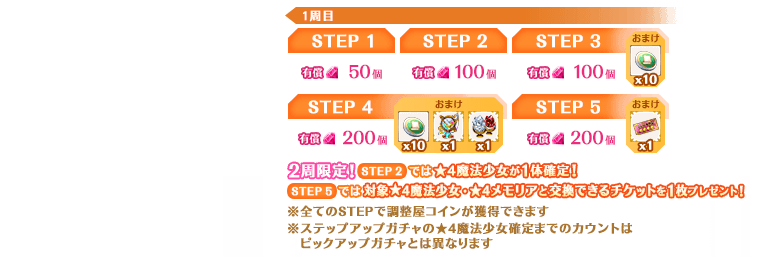 1周目
STEP 1
有償 50個
STEP 2
有償 100個
STEP 3
有償 100個
おまけ
x10
STEP 4
有償 200個
おまけ
x10 x1 x1
STEP 5
有償 200個
おまけ
x1
2周限定! STEP 2 では★4魔法少女が1体確定!
STEP 5 では対象★4魔法少女・★4メモリアと交換できるチケットを1枚プレゼント!
※全てのSTEPで調整屋コインが獲得できます
※ステップアップガチャの★4魔法少女確定までのカウントは
ピックアップガチャとは異なります